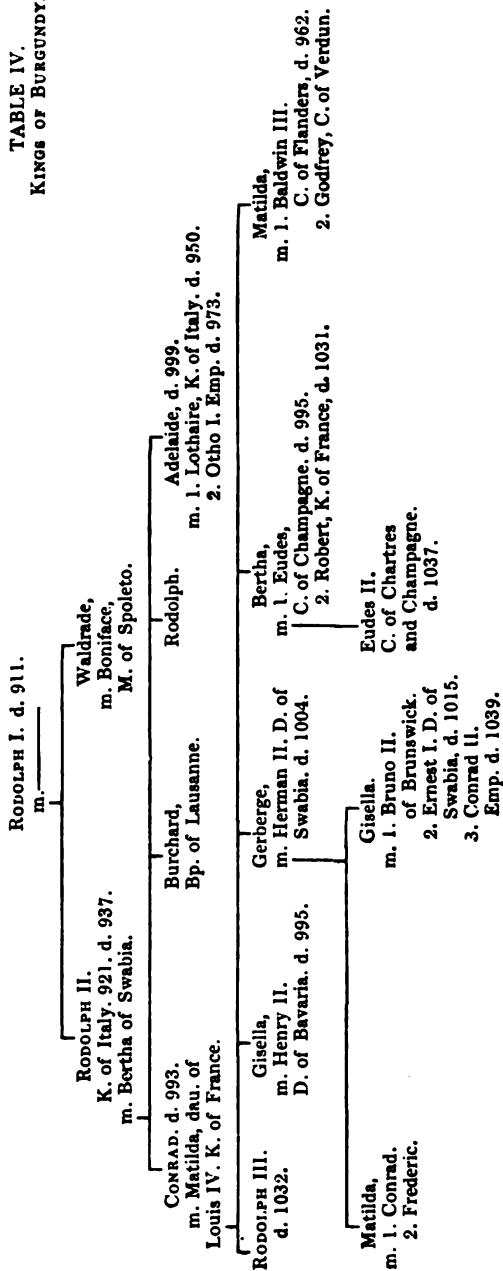 TABLE IV.
KINGS OF BURGUNDY.
RODOLPH I. d. 911.
m.
RODOLPH II.
K. of Italy. 921. d. 937.
m. Bertha of Swabia.
Waldrade,
m. Boniface,
M. of Spoleto.
CONRAD. d. 993.
m. Matilda, dau. of
Louis IV. K. of France.
Burchard,
Bp. of Lausanne.
Rodolph.
Adelaide, d. 999.
m. 1. Lothaire, K. of Italy. d. 950.
2. Otho I. Emp. d. 973.
RODOLPH III.
d. 1032.
Gisella,
m. Henry II.
D. of Bavaria. d. 995.
Gerberge,
m. Herman II. D. of
Swabia. d. 1004.
Bertha,
m. 1. Eudes,
C. of Champagne. d. 995.
2. Robert, K. of France, d. 1031.
Matilda,
m. 1. Baldwin III.
C. of Flanders, d. 962.
2. Godfrey, C. of Verdun.
Matilda,
m. 1. Conrad.
2. Frederic.
Gisella.
m. 1. Bruno II.
of Brunswick.
2. Ernest I. D. of
Swabia, d. 1015.
3. Conrad II.
Emp. d. 1039.
Eudes II.
C. of Chartres
and Champagne.
d. 1037.